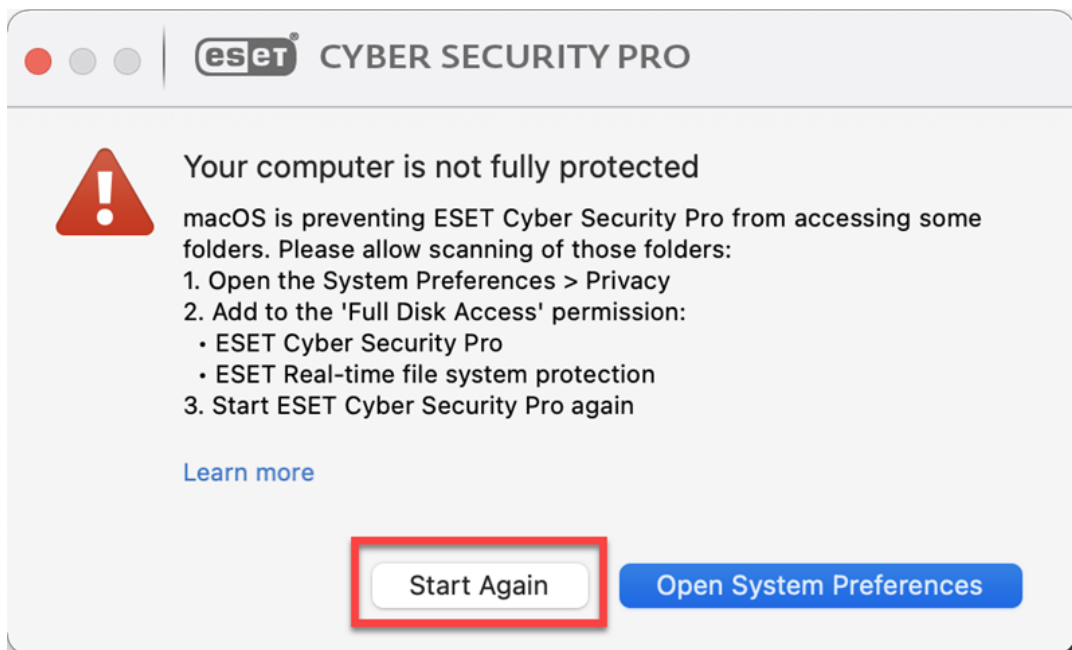 eset® CYBER SECURITY PRO
Your computer is not fully protected
macOS is preventing ESET Cyber Security Pro from accessing some
folders. Please allow scanning of those folders:
1. Open the System Preferences > Privacy
2. Add to the 'Full Disk Access' permission:
• ESET Cyber Security Pro
• ESET Real-time file system protection
3. Start ESET Cyber Security Pro again
Learn more
Start Again Open System Preferences